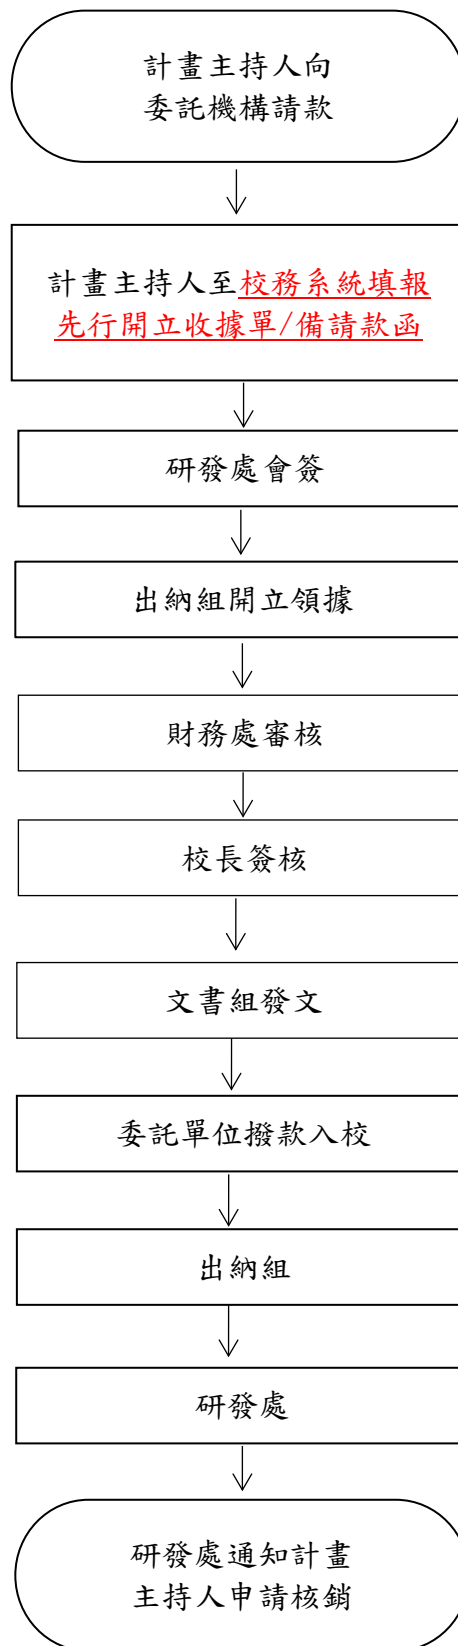 計畫主持人向
委託機構請款
計畫主持人至校務系統填報
先行開立收據單/備請款函
研發處會簽
出納組開立領據
財務處審核
校長簽核
文書組發文
委託單位撥款入校
出納組
研發處
研發處通知計畫
主持人申請核銷